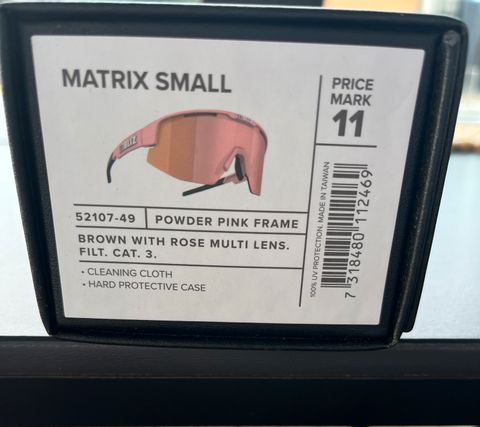 MATRIX SMALL
BLIZ
52107-49
POWDER PINK FRAME
BROWN WITH ROSE MULTI LENS.
FILT. CAT. 3.
• CLEANING CLOTH
• HARD PROTECTIVE CASE
PRICE
MARK
11
100% UV PROTECTION. MADE IN TAIWAN
7 318480 112469